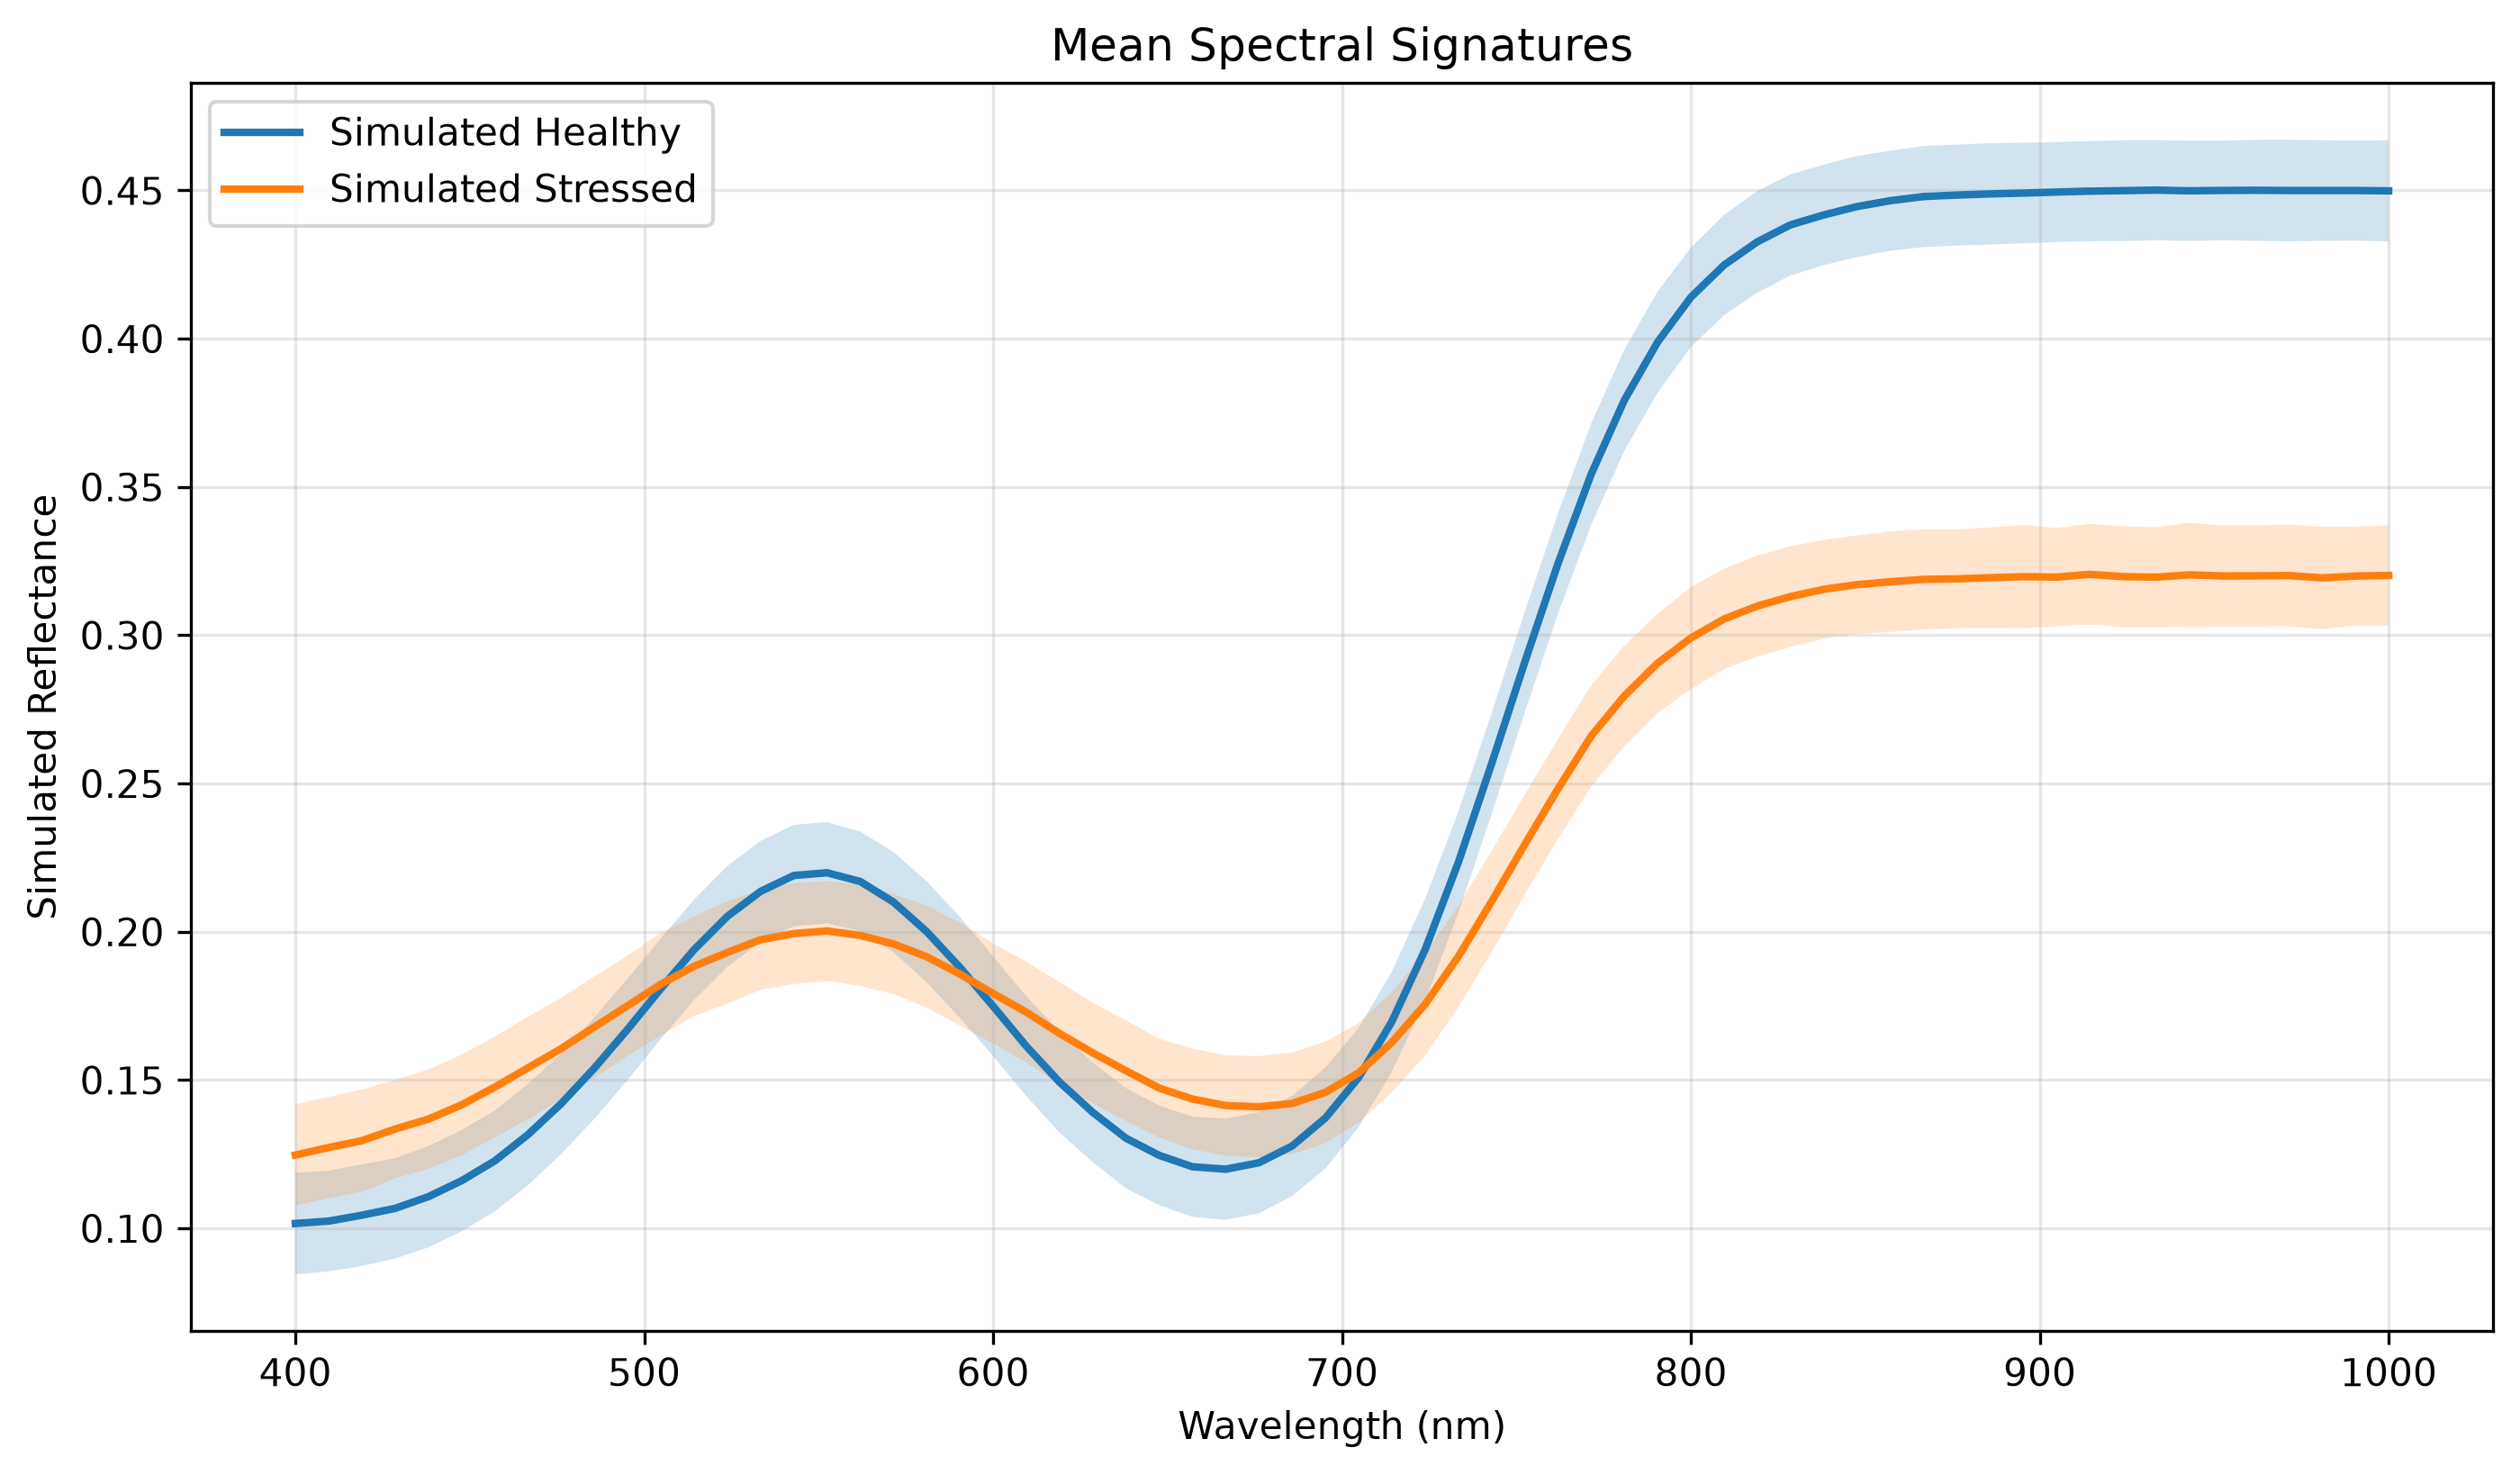 Mean Spectral Signatures
Simulated Healthy
Simulated Stressed
Simulated Reflectance
0.45
0.40
0.35
0.30
0.25
0.20
0.15
0.10
400 500 600 700 800 900 1000
Wavelength (nm)